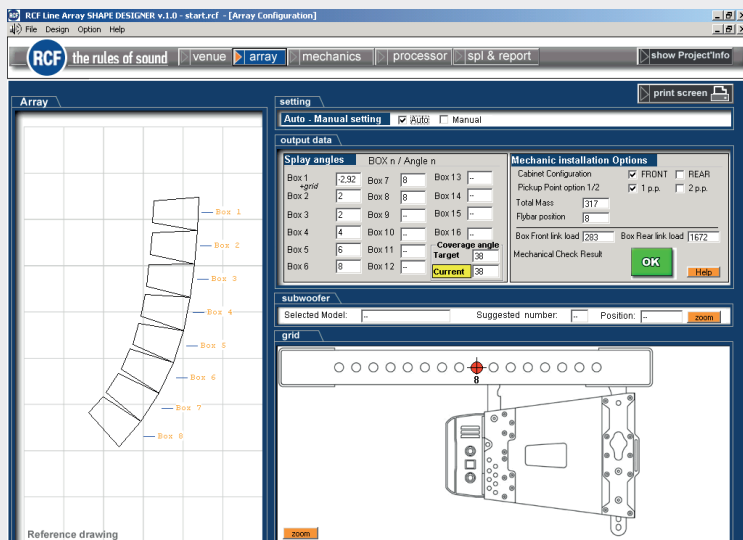 RCF Line Array SHAPE DESIGNER v.1.0 - start.rcf - [Array Configuration]
File Design Option Help
RCF the rules of sound venue array mechanics processor spl & report show Project'Info
print screen
Array
setting
Auto - Manual setting Auto Manual
output data
Splay angles BOX n / Angle n
Box 1 -2,92 Box 7 8 Box 13 --
+grid
Box 2 2 Box 8 8 Box 14 --
Box 3 2 Box 9 -- Box 15 --
Box 4 4 Box 10 -- Box 16 --
Box 5 6 Box 11 -- Coverage angle
Target 38
Box 6 8 Box 12 -- Current 38
Mechanic installation Options
Cabinet Configuration FRONT REAR
Pickup Point option 1/2 1 p.p. 2 p.p.
Total Mass 317
Flybar position 8
Box Front link load 283 Box Rear link load 1672
Mechanical Check Result OK Help
subwoofer
Selected Model: -- Suggested number: -- Position: -- zoom
grid
8
zoom
Box 1
Box 2
Box 3
Box 4
Box 5
Box 6
Box 7
Box 8
Reference drawing